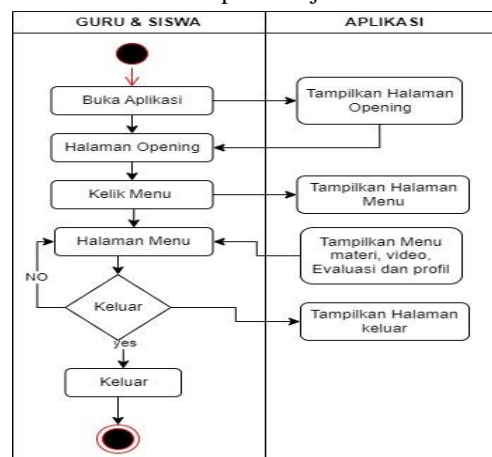 GURU & SISWA
APLIKASI
Buka Aplikasi
Tampilkan Halaman
Opening
Halaman Opening
Kelik Menu
Tampilkan Halaman
Menu
Halaman Menu
Tampilkan Menu
materi, video,
Evaluasi dan profil
NO
Keluar
Tampilkan Halaman
keluar
yes
Keluar